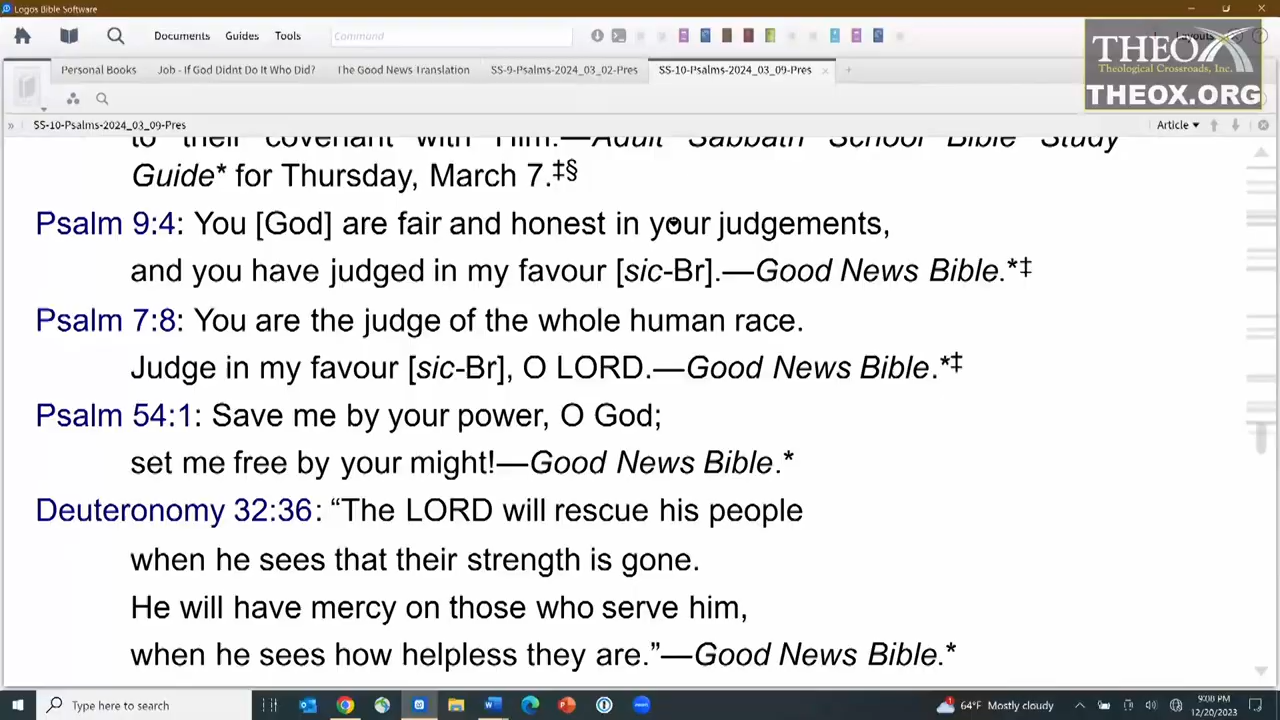 Logos Bible Software
Documents Guides Tools Command Layouts
THEOX
Theological Crossroads, Inc.
THEOX.ORG
Personal Books Job - If God Didnt Do It Who Did? The Good News Translation SS-09-Psalms-2024_03_02-Pres SS-10-Psalms-2024_03_09-Pres
SS-10-Psalms-2024_03_09-Pres Article
to their covenant with Him.—Adult Sabbath School Bible Study
Guide* for Thursday, March 7.‡§
Psalm 9:4: You [God] are fair and honest in your judgements,
and you have judged in my favour [sic-Br].—Good News Bible.*‡
Psalm 7:8: You are the judge of the whole human race.
Judge in my favour [sic-Br], O LORD.—Good News Bible.*‡
Psalm 54:1: Save me by your power, O God;
set me free by your might!—Good News Bible.*
Deuteronomy 32:36: “The LORD will rescue his people
when he sees that their strength is gone.
He will have mercy on those who serve him,
when he sees how helpless they are.”—Good News Bible.*
Type here to search 64°F Mostly cloudy 9:08 PM
12/20/2023